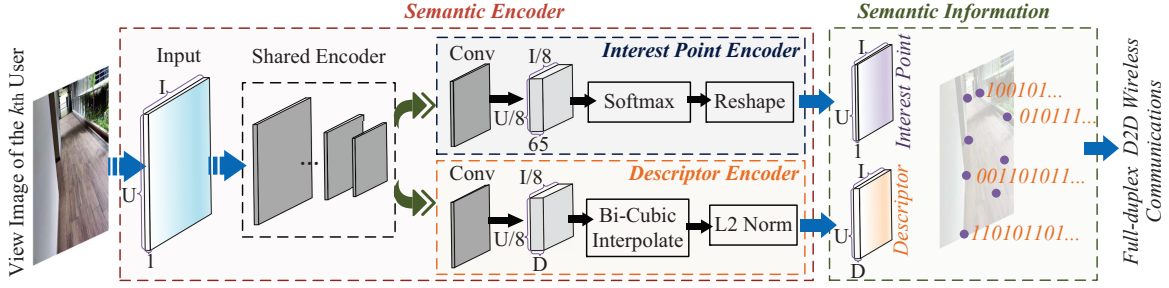 Semantic Encoder
Semantic Information
View Image of the kth User
Input
I
U
1
Shared Encoder
...
Interest Point Encoder
Conv
I/8
U/8
65
Softmax
Reshape
Descriptor Encoder
Conv
I/8
U/8
D
Bi-Cubic
Interpolate
L2 Norm
I
U
1
Interest Point
I
U
D
Descriptor
100101...
010111...
001101011...
110101101...
Full-duplex D2D Wireless
Communications